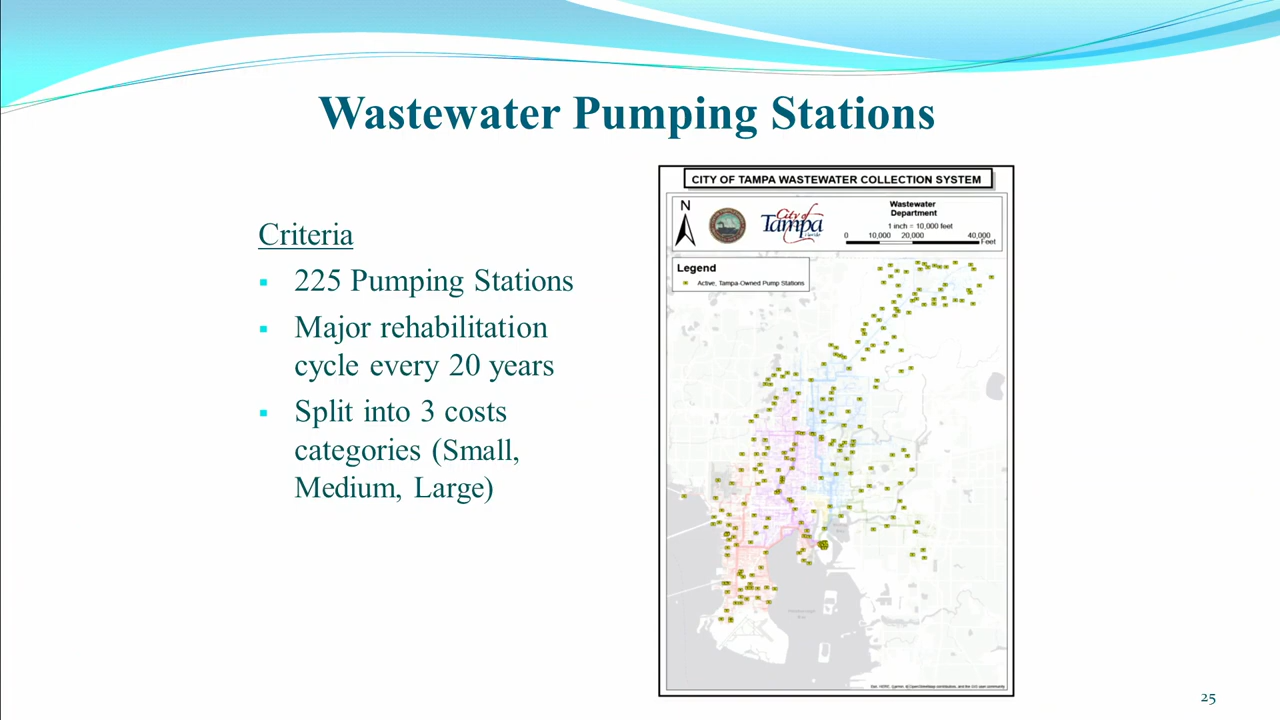 Wastewater Pumping Stations
Criteria
225 Pumping Stations
Major rehabilitation
cycle every 20 years
Split into 3 costs
categories (Small,
Medium, Large)
CITY OF TAMPA WASTEWATER COLLECTION SYSTEM
N
City of
Tampa
Wastewater
Department
1 inch = 10,000 feet
0 10,000 20,000 40,000
Feet
Legend
Active, Tampa-Owned Pump Stations
25